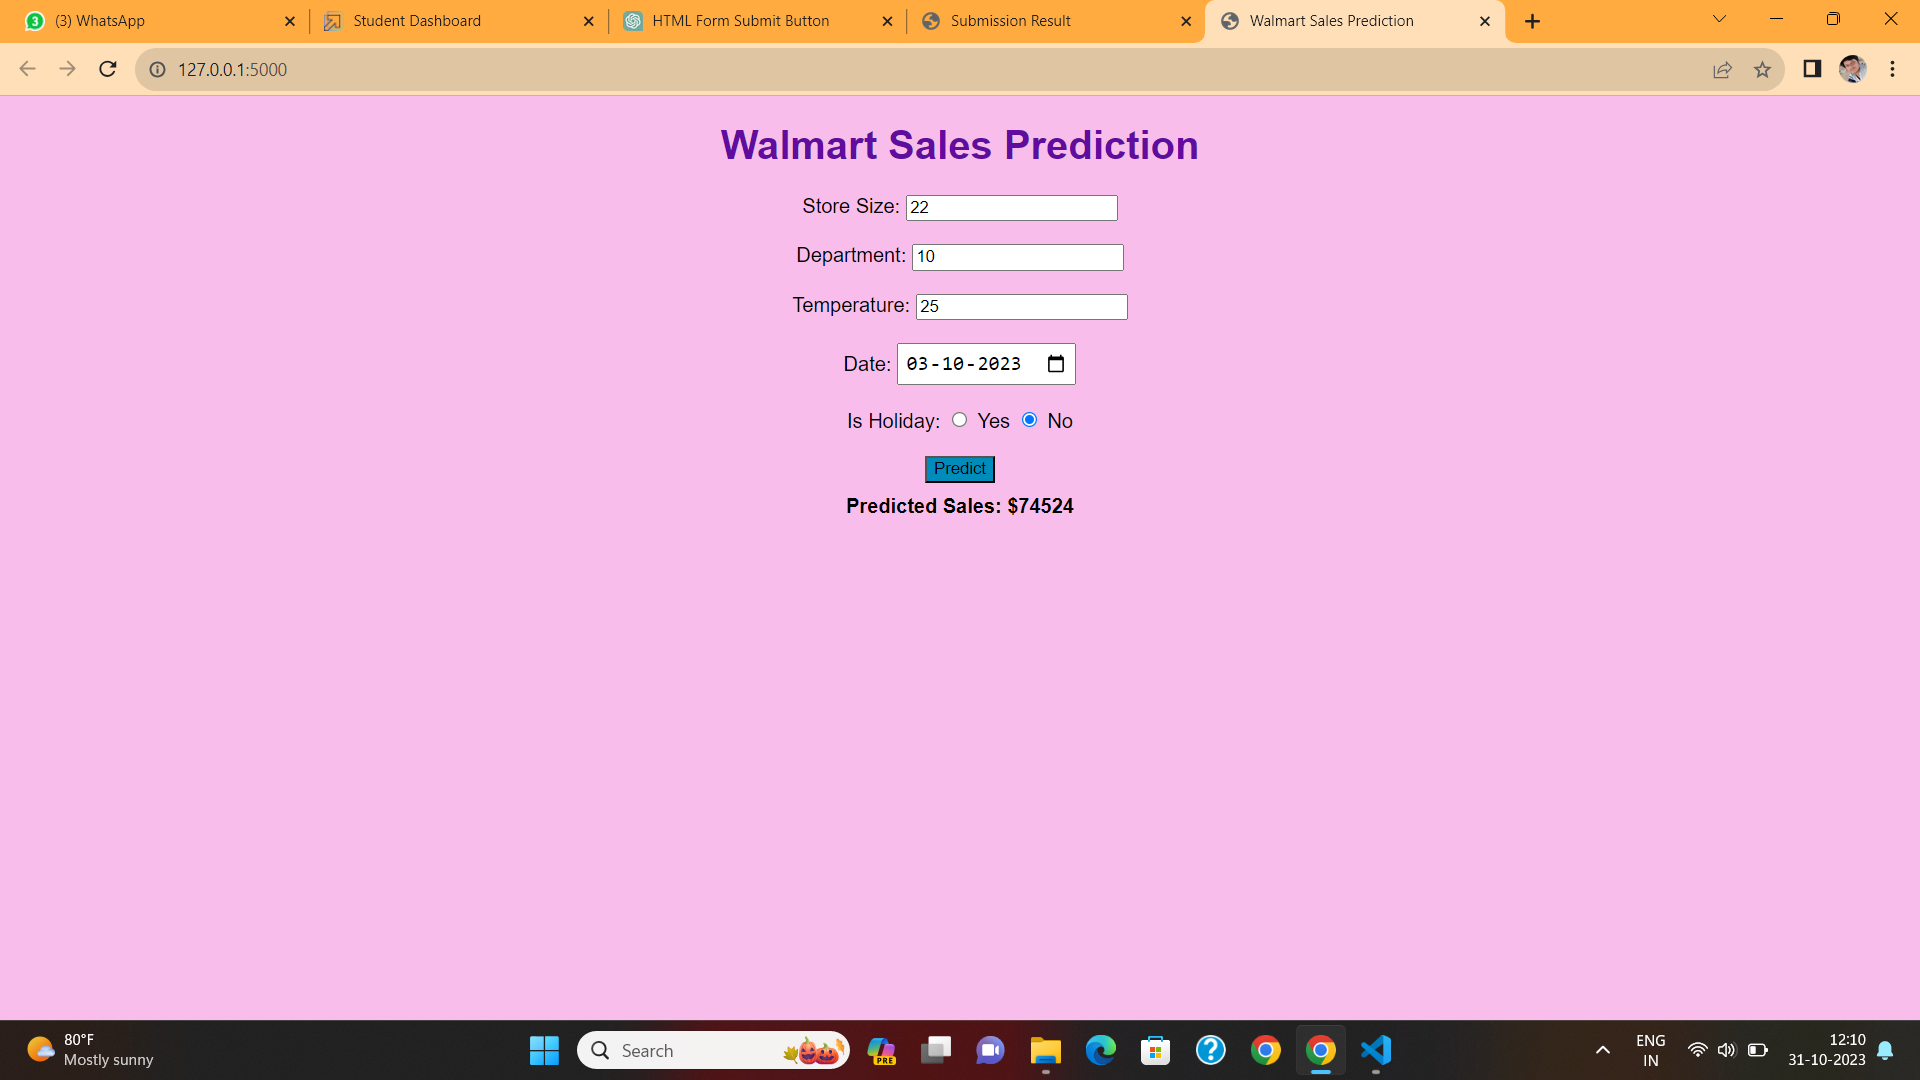 (3) WhatsApp
Student Dashboard
HTML Form Submit Button
Submission Result
Walmart Sales Prediction
127.0.0.1:5000
Walmart Sales Prediction
Store Size: 22
Department: 10
Temperature: 25
Date: 03-10-2023
Is Holiday: Yes No
Predict
Predicted Sales: $74524
80°F
Mostly sunny
Search
PRE
ENG
IN
12:10
31-10-2023